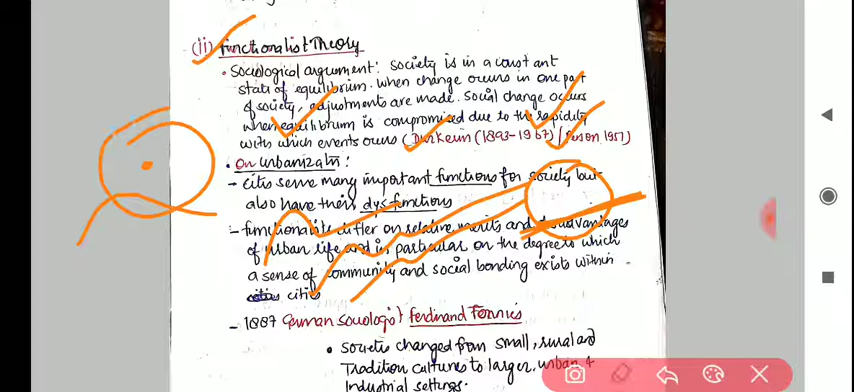 (ii) Functionalist Theory
• Sociological argument: Society is in a constant
state of equilibrium. When change occurs in one part
of society, adjustments are made. Social change occurs
when equilibrium is compromised due to the rapidity
with which events occurs (Durkeim (1893-1967)
1957)
• On urbanizatn:
- cities serve many important functions for society but
also have their dysfunctions
- functionalists differ on relative merits and disadvantages
of urban life and in particular on the degree to which
a sense of community and social bonding exists within
cities
- 1887 German Sociologist Ferdinand
• Societies changed from small, rural and
Tradition cultures to larger, urban &
Industrial settings.